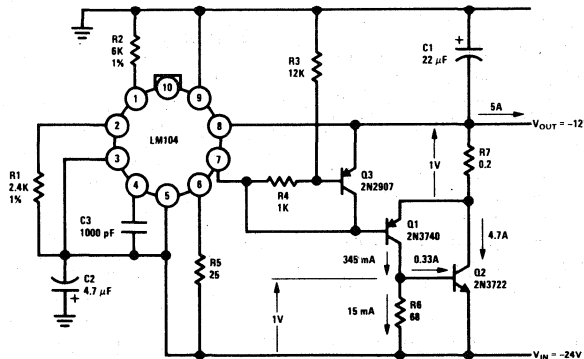 R2
6K
1%
R3
12K
C1
+
22 μF
10
1
9
5A
2
8
VOUT = -12
LM104
R1
2.4K
1%
3
7
1V
R7
0.2
Q3
2N2907
4
5
6
R4
1K
C3
1000 pF
Q1
2N3740
4.7A
345 mA
0.33A
Q2
2N3722
C2
4.7 μF
+
R5
25
1V
15 mA
R6
68
VIN = -24V